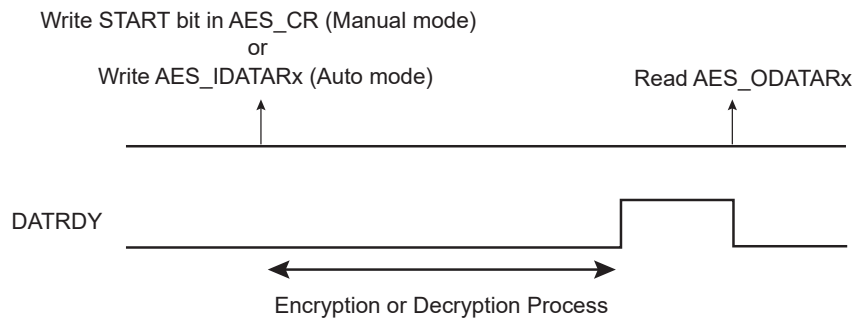 Write START bit in AES_CR (Manual mode)
or
Write AES_IDATARx (Auto mode)
Read AES_ODATARx
DATRDY
Encryption or Decryption Process